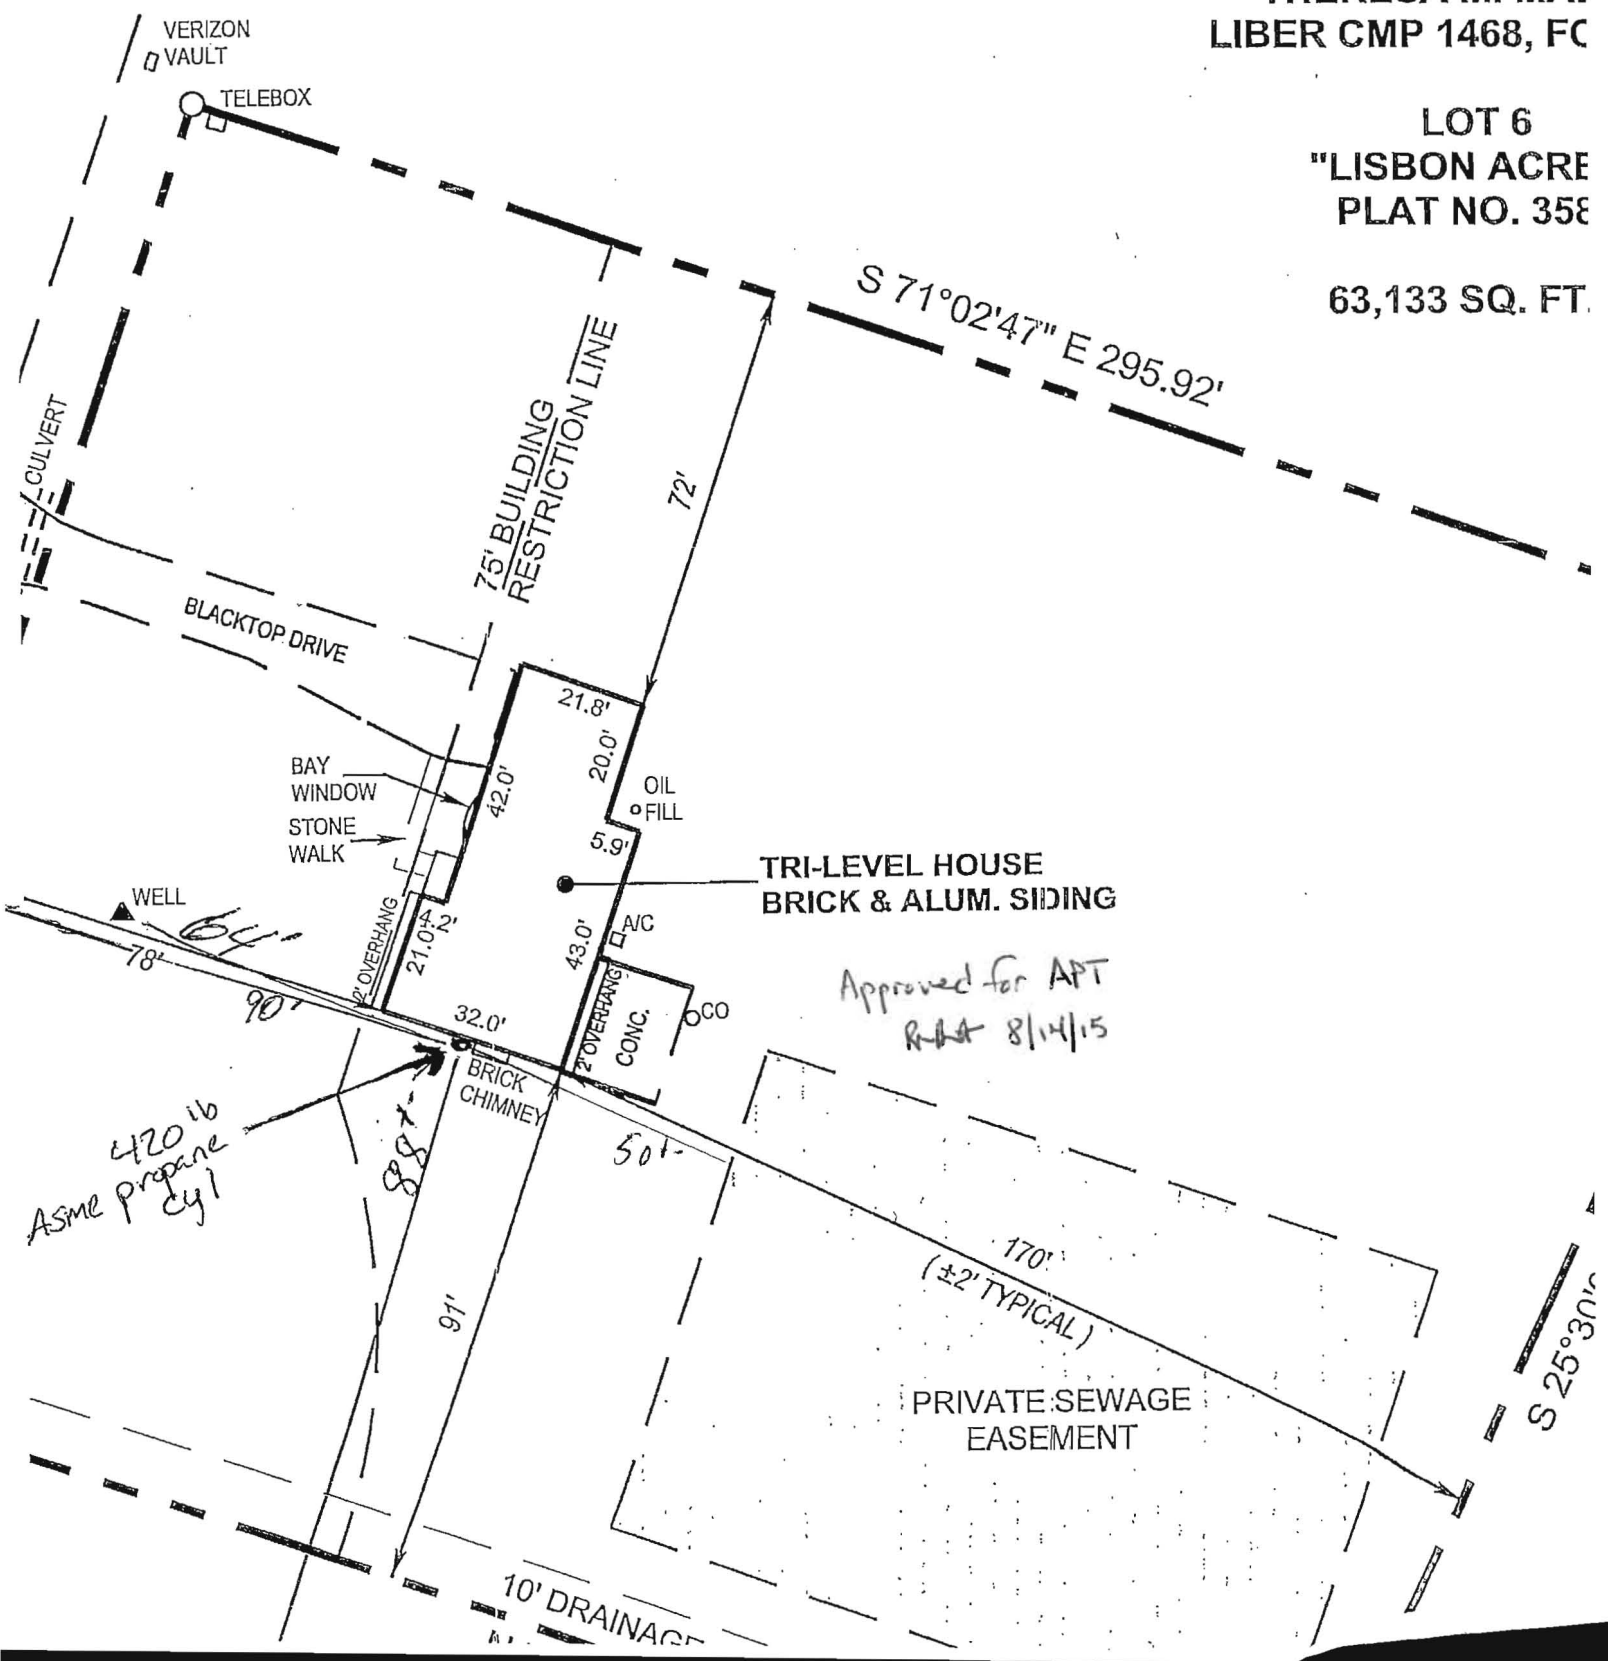 LIBER CMP 1468, FC
LOT 6
"LISBON ACRE
PLAT NO. 358
63,133 SQ. FT.
VERIZON
VAULT
TELEBOX
S 71°02'47" E 295.92'
CULVERT
75' BUILDING
RESTRICTION LINE
72'
BLACKTOP DRIVE
21.8'
20.0'
BAY
WINDOW
42.0'
OIL
FILL
STONE
WALK
5.9'
TRI-LEVEL HOUSE
BRICK & ALUM. SIDING
WELL
64'
4.2'
21.0'
2' OVERHANG
43.0'
A/C
78'
90'
32.0'
2' OVERHANG
CONC.
CO
Approved for APT
8/14/15
BRICK
CHIMNEY
420 lb
Asme propane
cyl
88+-
50+-
91'
170'
(±2' TYPICAL)
PRIVATE SEWAGE
EASEMENT
S 25°30'
10' DRAINAGE